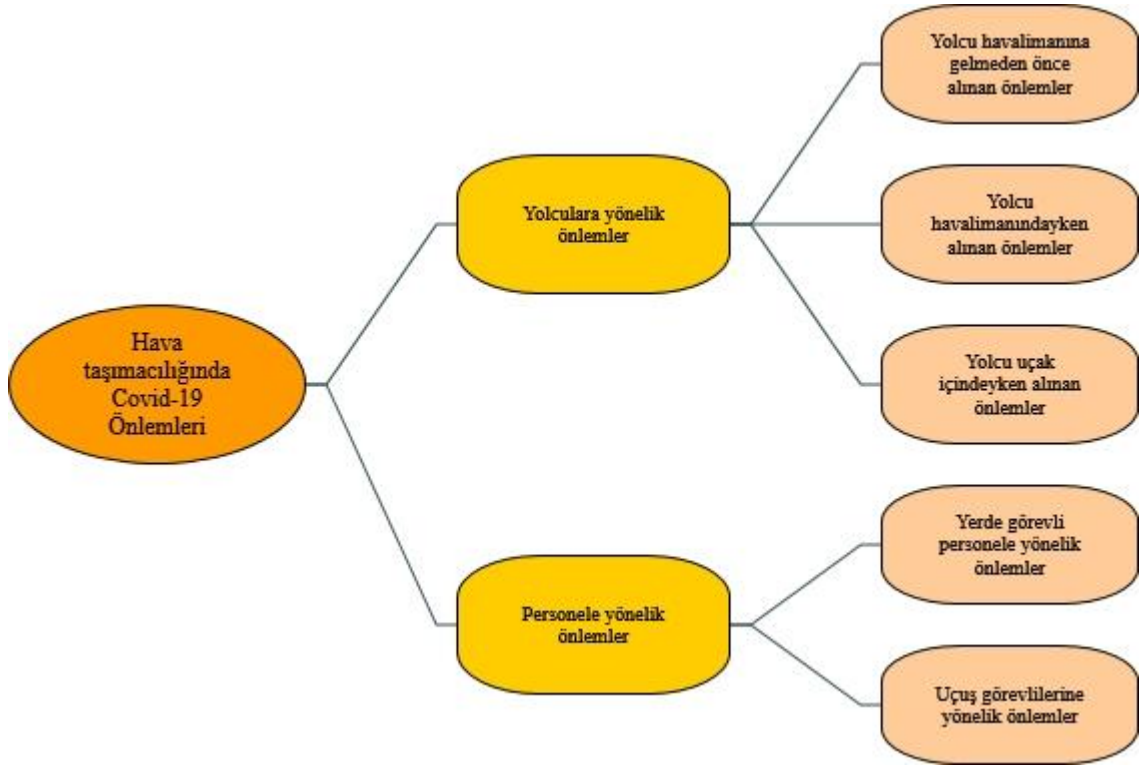 Hava
taşımacılığında
Covid-19
Önlemleri
Yolculara yönelik
önlemler
Yolcu havalimanına
gelmeden önce
alınan önlemler
Yolcu
havalimanındayken
alınan önlemler
Yolcu uçak
içindeyken alınan
önlemler
Personele yönelik
önlemler
Yerde görevli
personele yönelik
önlemler
Uçuş görevlilerine
yönelik önlemler